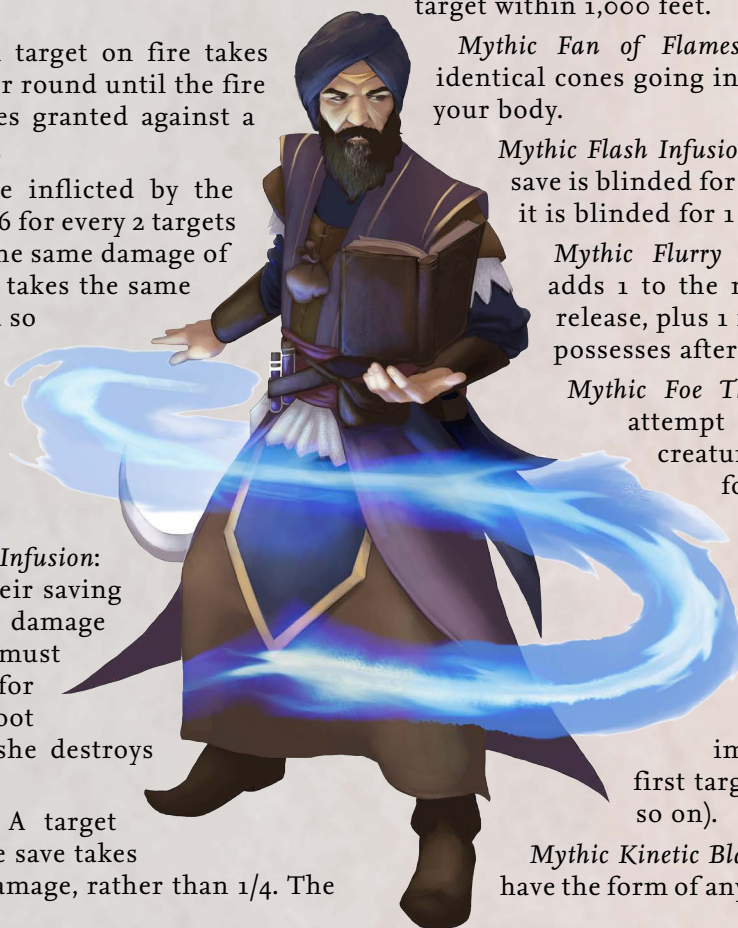 target on fire takes
r round until the fire
es granted against a
e inflicted by the
6 for every 2 targets
he same damage of
takes the same
so
Infusion:
eir saving
damage
must
for
oot
she destroys
A target
e save takes
amage, rather than 1/4. The
target within 1,000 feet.
Mythic Fan of Flames
identical cones going in
your body.
Mythic Flash Infusio
save is blinded for
it is blinded for 1
Mythic Flurry
adds 1 to the
release, plus 1
possesses after
Mythic Foe
attempt
creatur
fo
im
first targ
so on).
Mythic Kinetic Bla
have the form of any